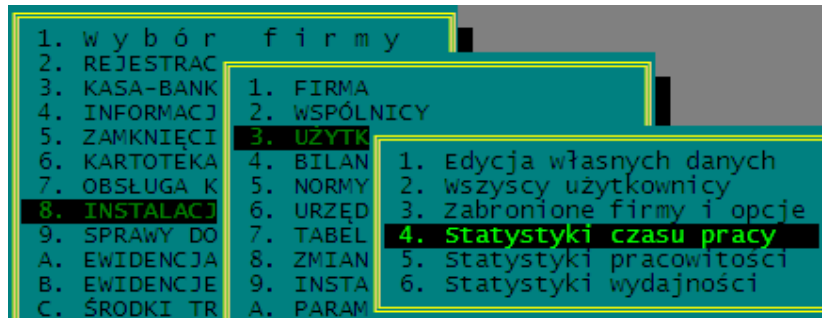 1. W y b ó r   f i r m y
2. REJESTRAC
3. KASA-BANK
4. INFORMACJ
5. ZAMKNIĘCI
6. KARTOTEKA
7. OBSŁUGA K
8. INSTALACJ
9. SPRAWY DO
A. EWIDENCJA
B. EWIDENCJE
C. ŚRODKI TR
1. FIRMA
2. WSPÓLNICY
3. UŻYTK
4. BILAN
5. NORMY
6. URZĘD
7. TABEL
8. ZMIAN
9. INSTA
A. PARAM
1. Edycja własnych danych
2. Wszyscy użytkownicy
3. Zabronione firmy i opcje
4. Statystyki czasu pracy
5. Statystyki pracowitości
6. Statystyki wydajności